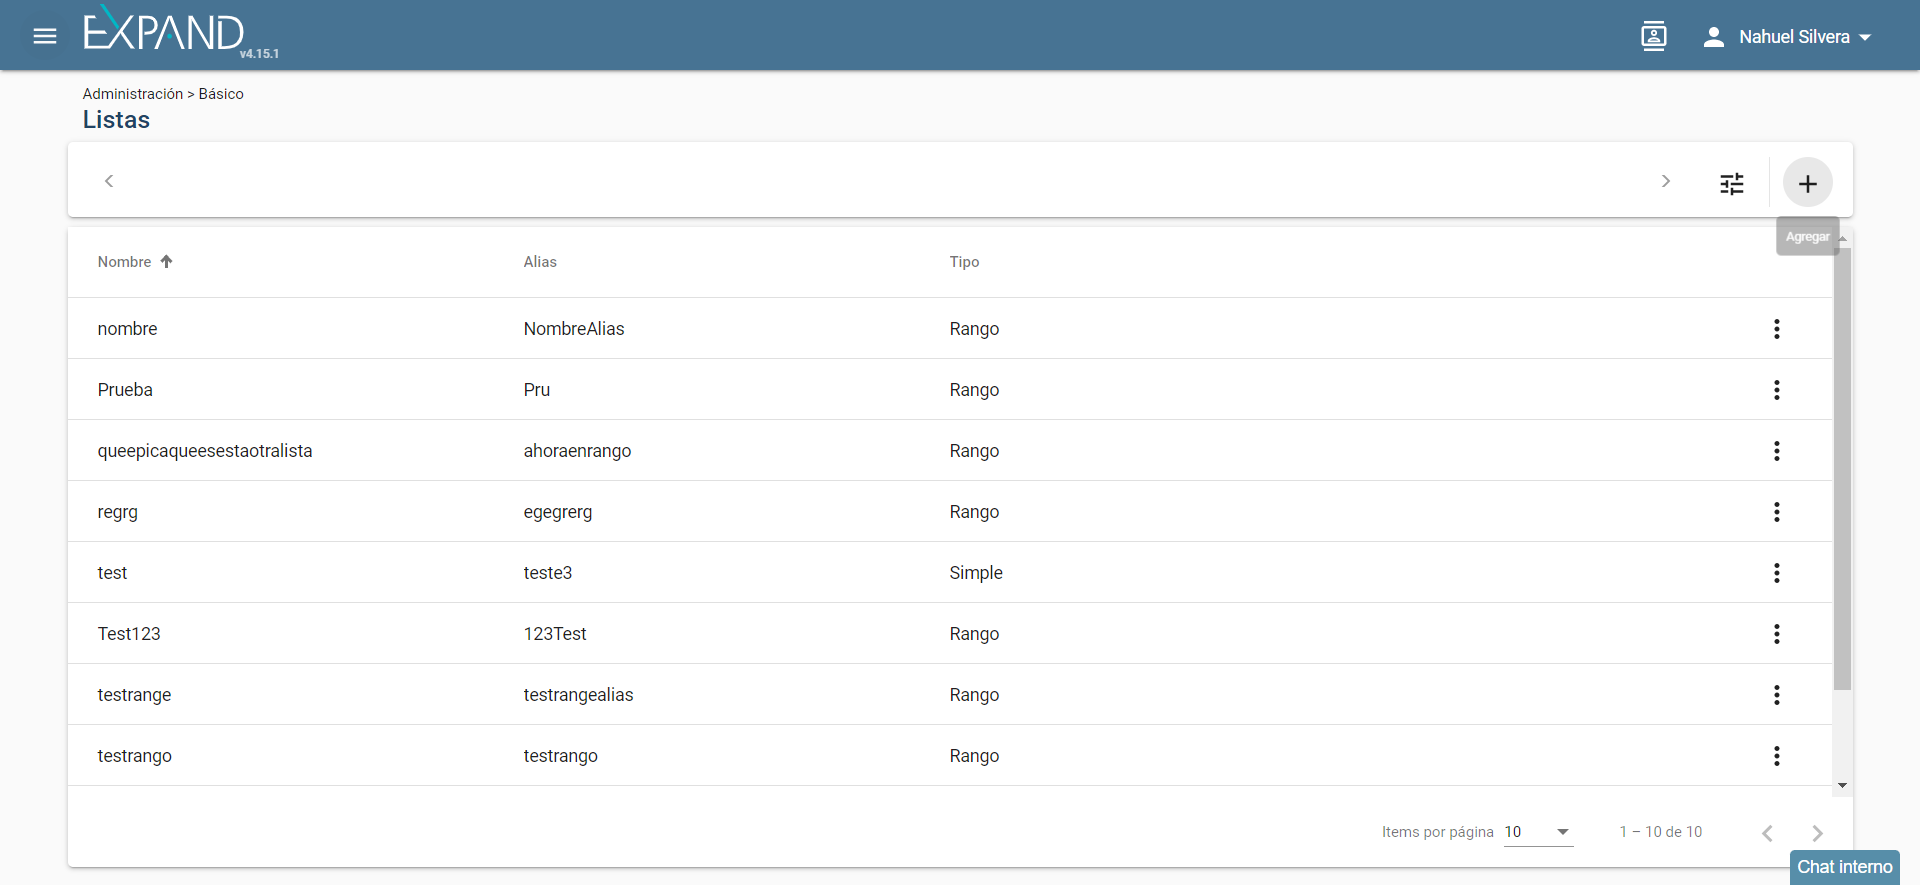 EXPAND
v4.15.1
Nahuel Silvera
Administración > Básico
Listas
Agregar
Nombre Alias Tipo
nombre NombreAlias Rango
Prueba Pru Rango
queepicaqueesestaotralista ahoraenrango Rango
regrg egegrerg Rango
test teste3 Simple
Test123 123Test Rango
testrange testrangealias Rango
testrango testrango Rango
Items por página 10 1 – 10 de 10
Chat interno